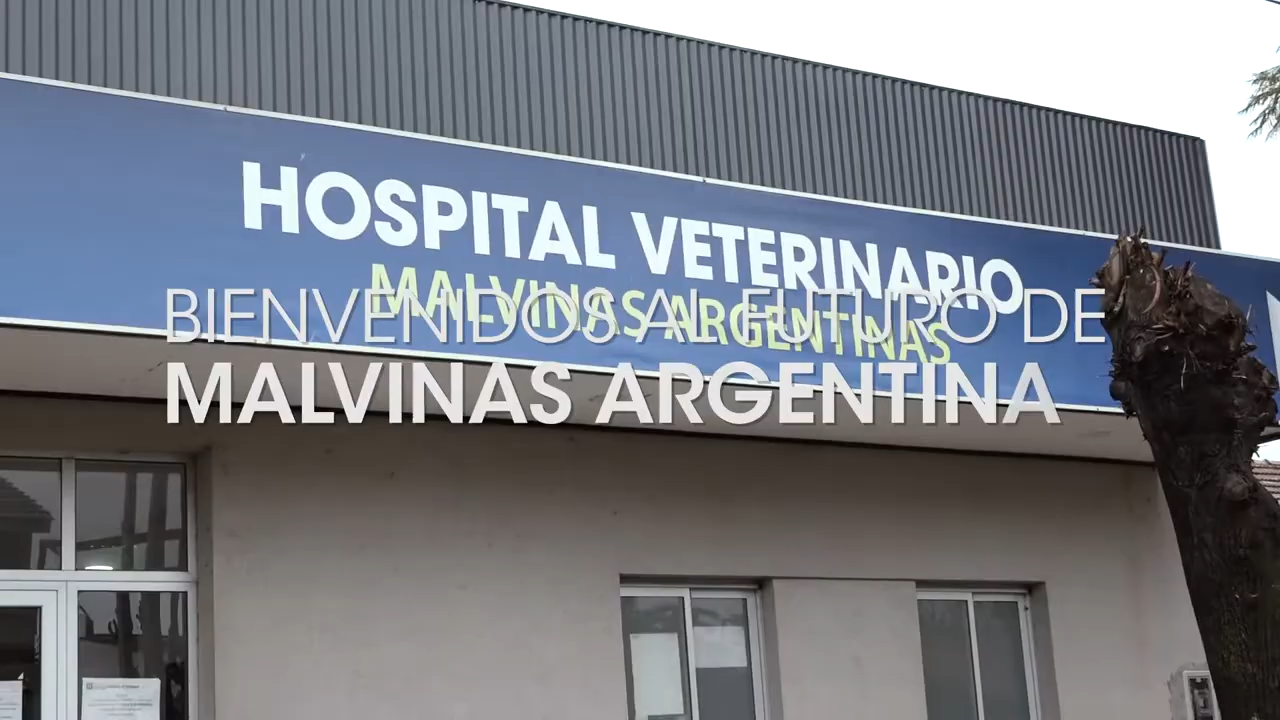 HOSPITAL VETERINARIO
MALVINAS ARGENTINAS
BIENVENIDOS AL FUTURO DE
MALVINAS ARGENTINA